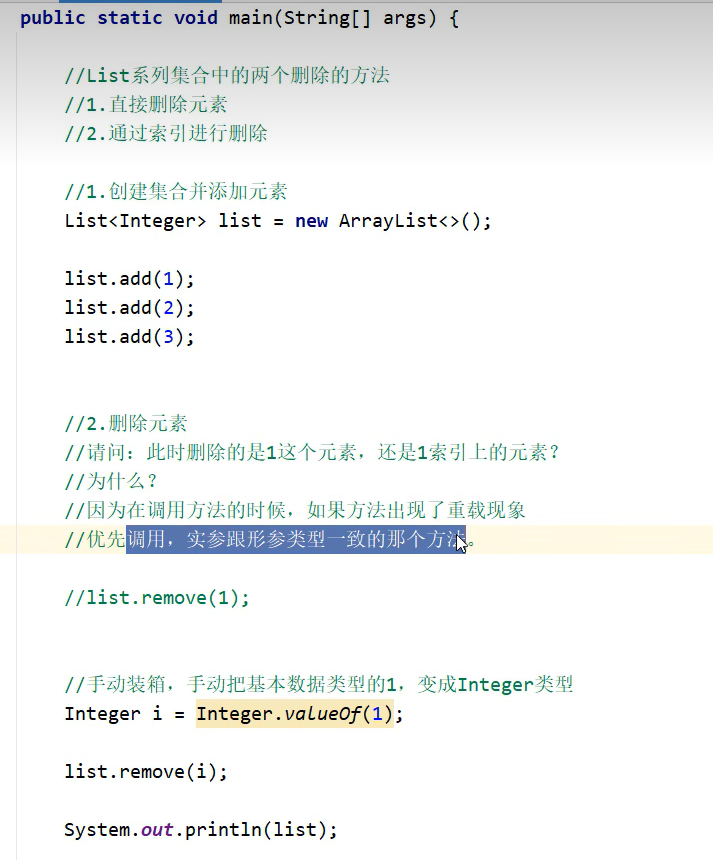 public static void main(String[] args) {
//List系列集合中的两个删除的方法
//1.直接删除元素
//2.通过索引进行删除
//1.创建集合并添加元素
List<Integer> list = new ArrayList<>();
list.add(1);
list.add(2);
list.add(3);
//2.删除元素
//请问：此时删除的是1这个元素，还是1索引上的元素？
//为什么？
//因为在调用方法的时候，如果方法出现了重载现象
//优先调用，实参跟形参类型一致的那个方法。
//list.remove(1);
//手动装箱，手动把基本数据类型的1，变成Integer类型
Integer i = Integer.valueOf(1);
list.remove(i);
System.out.println(list);